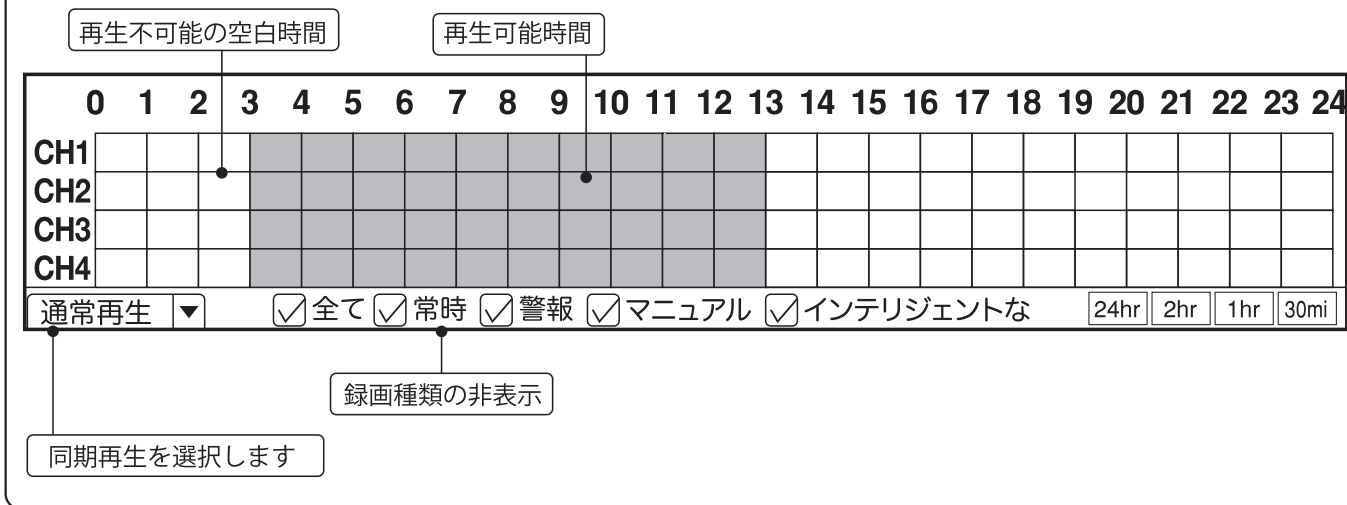 再生不可能の空白時間
再生可能時間
0 1 2 3 4 5 6 7 8 9 10 11 12 13 14 15 16 17 18 19 20 21 22 23 24
CH1
CH2
CH3
CH4
通常再生 ▼ 全て 常時 警報 マニュアル インテリジェントな 24hr 2hr 1hr 30mi
録画種類の非表示
同期再生を選択します